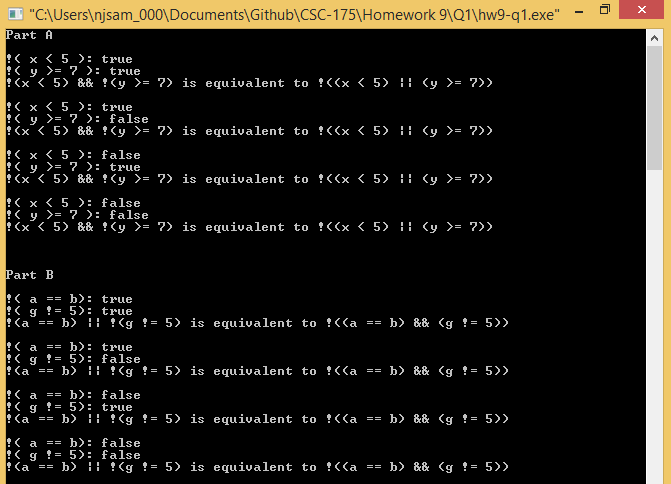 "C:\Users\njsam_000\Documents\Github\CSC-175\Homework 9\Q1\hw9-q1.exe"
Part A
!( x < 5 ): true
!( y >= 7 ): true
!(x < 5) && !(y >= 7) is equivalent to !((x < 5) || (y >= 7))
!( x < 5 ): true
!( y >= 7 ): false
!(x < 5) && !(y >= 7) is equivalent to !((x < 5) || (y >= 7))
!( x < 5 ): false
!( y >= 7 ): true
!(x < 5) && !(y >= 7) is equivalent to !((x < 5) || (y >= 7))
!( x < 5 ): false
!( y >= 7 ): false
!(x < 5) && !(y >= 7) is equivalent to !((x < 5) || (y >= 7))
Part B
!( a == b): true
!( g != 5): true
!(a == b) || !(g != 5) is equivalent to !((a == b) && (g != 5))
!( a == b): true
!( g != 5): false
!(a == b) || !(g != 5) is equivalent to !((a == b) && (g != 5))
!( a == b): false
!( g != 5): true
!(a == b) || !(g != 5) is equivalent to !((a == b) && (g != 5))
!( a == b): false
!( g != 5): false
!(a == b) || !(g != 5) is equivalent to !((a == b) && (g != 5))